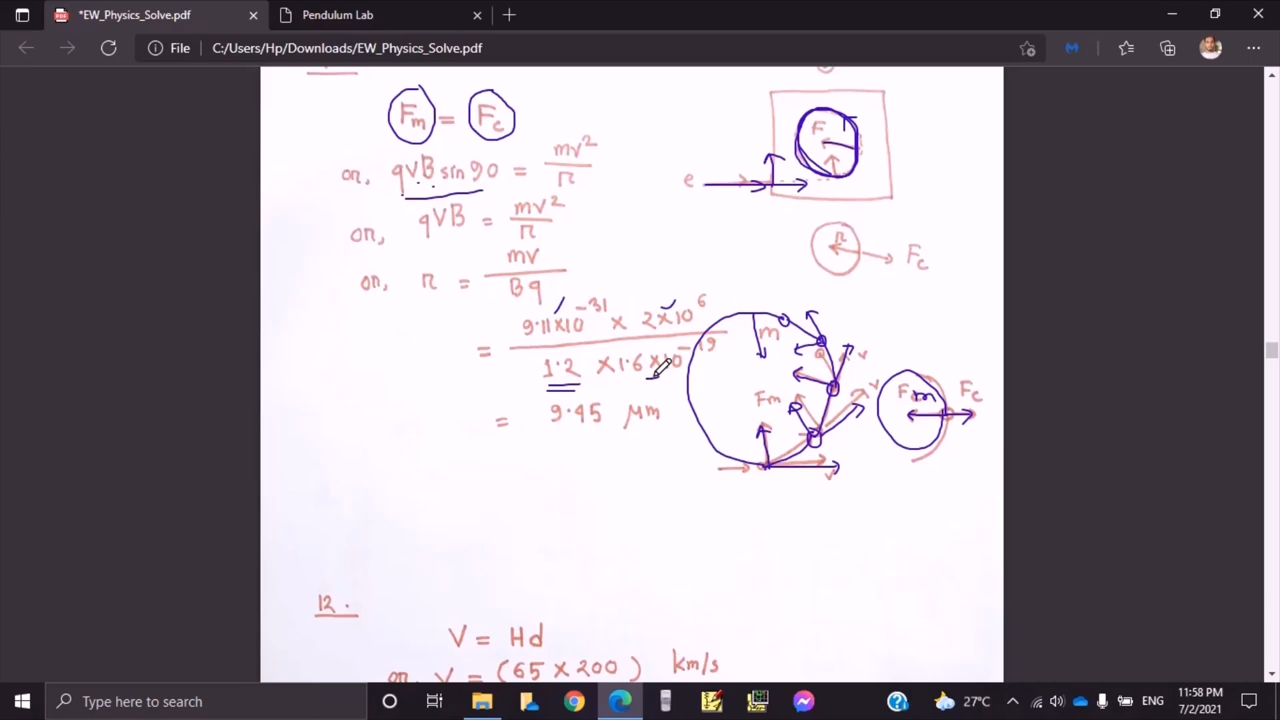 *EW_Physics_Solve.pdf
Pendulum Lab
File C:/Users/Hp/Downloads/EW_Physics_Solve.pdf
Fm = Fc
or, qVB sin 90 = mv² / r
or, qVB = mv² / r
or, r = mv / Bq
= 9.11×10⁻³¹ × 2×10⁶ / 1.2 × 1.6×10⁻¹⁹
= 9.45 μm
F
e
r
Fc
m
v
v
Fm
v
Fm
Fc
12.
V = Hd
or, V = (65 × 200) km/s
Type here to search
27°C
ENG
11:58 PM
7/2/2021